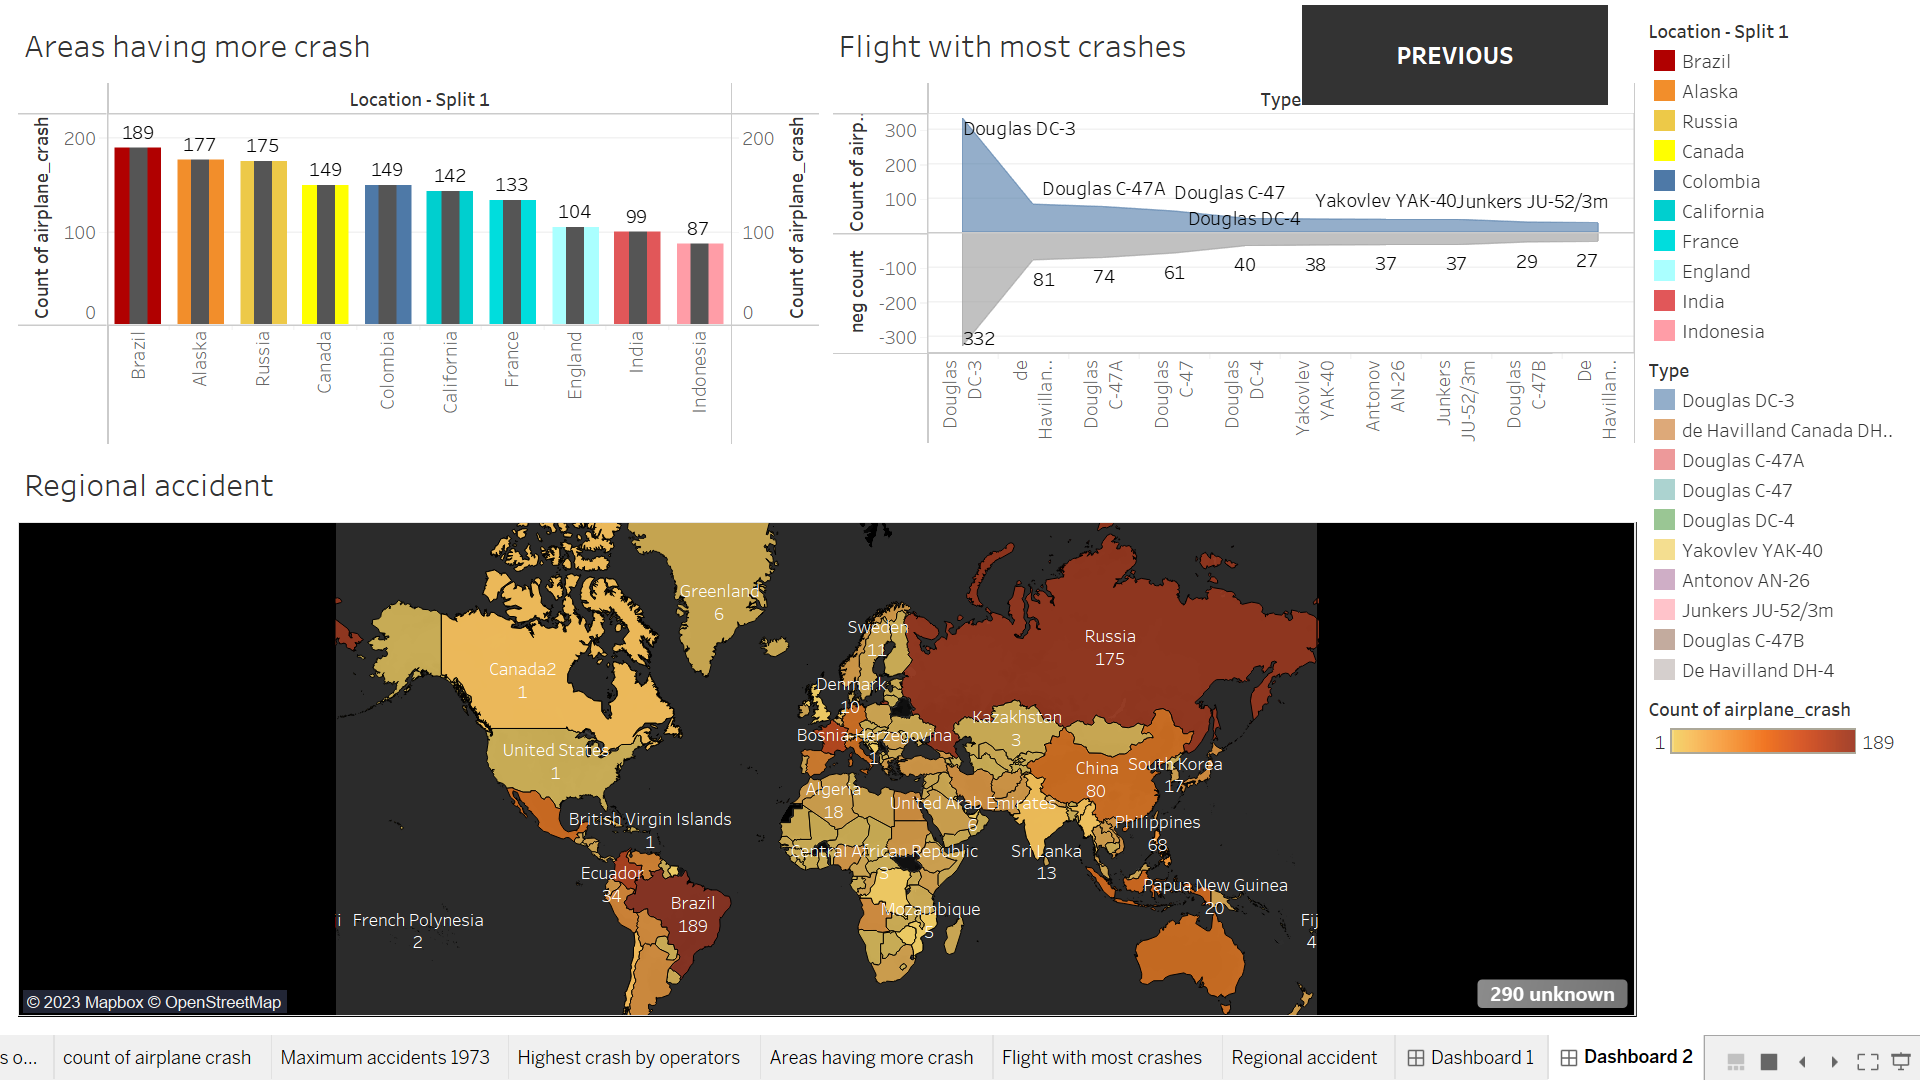 Areas having more crash
Location - Split 1
Count of airplane_crash
200
100
0
189
177
175
149
149
142
133
104
99
87
200
100
0
Count of airplane_crash
Brazil
Alaska
Russia
Canada
Colombia
California
France
England
India
Indonesia
Flight with most crashes
PREVIOUS
Type
Count of airp..
300
200
100
Douglas DC-3
Douglas C-47A
Douglas C-47
Douglas DC-4
Yakovlev YAK-40
Junkers JU-52/3m
neg count
-100
-200
-300
332
81
74
61
40
38
37
37
29
27
Douglas DC-3
de Havillan..
Douglas C-47A
Douglas C-47
Douglas DC-4
Yakovlev YAK-40
Antonov AN-26
Junkers JU-52/3m
Douglas C-47B
De Havillan..
Location - Split 1
Brazil
Alaska
Russia
Canada
Colombia
California
France
England
India
Indonesia
Type
Douglas DC-3
de Havilland Canada DH..
Douglas C-47A
Douglas C-47
Douglas DC-4
Yakovlev YAK-40
Antonov AN-26
Junkers JU-52/3m
Douglas C-47B
De Havilland DH-4
Count of airplane_crash
1
189
Regional accident
Greenland
6
Sweden
11
Russia
175
Canada2
1
Denmark
10
Kazakhstan
3
Bosnia-Herzegovina
1
United States
1
China
80
South Korea
17
Algeria
18
United Arab Emirates
6
British Virgin Islands
1
Philippines
68
Central African Republic
3
Sri Lanka
13
Ecuador
34
Papua New Guinea
20
Brazil
189
Mozambique
5
ji
French Polynesia
2
Fij
4
© 2023 Mapbox © OpenStreetMap
290 unknown
s o...
count of airplane crash
Maximum accidents 1973
Highest crash by operators
Areas having more crash
Flight with most crashes
Regional accident
Dashboard 1
Dashboard 2